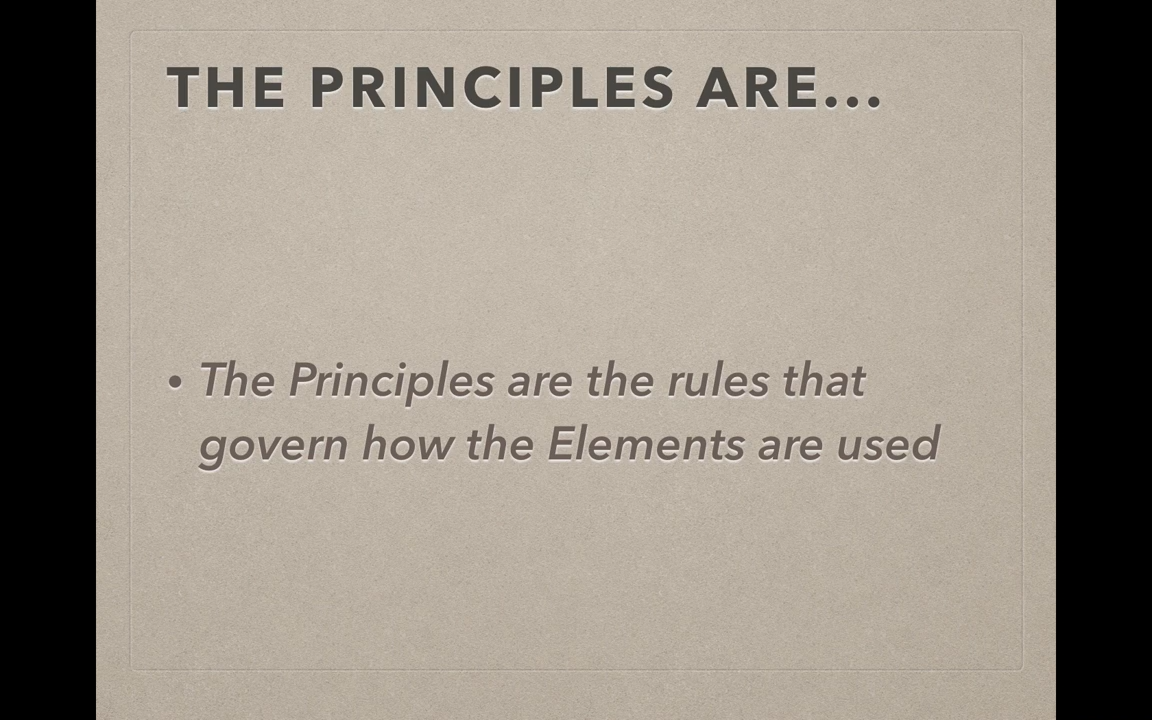 THE PRINCIPLES ARE...
• The Principles are the rules that
govern how the Elements are used